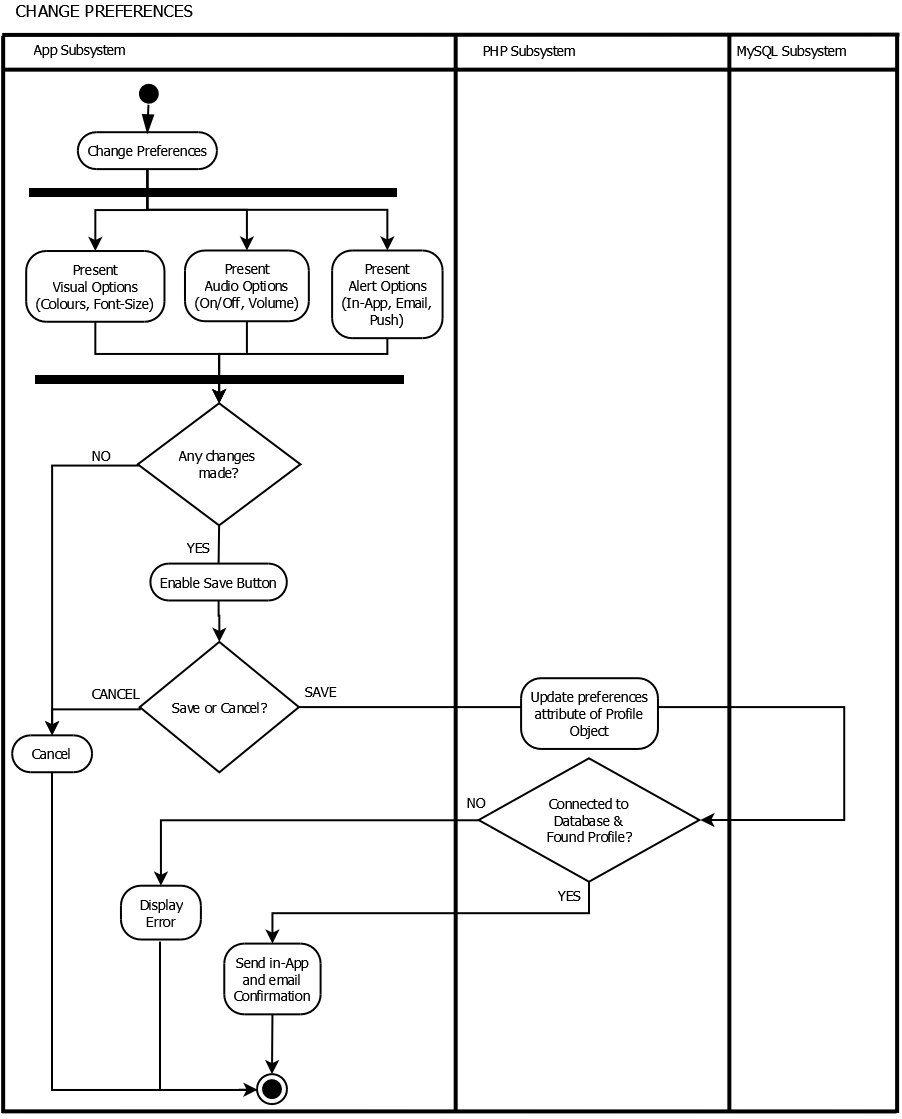 CHANGE PREFERENCES
App Subsystem
PHP Subsystem
MySQL Subsystem
Change Preferences
Present
Visual Options
(Colours, Font-Size)
Present
Audio Options
(On/Off, Volume)
Present
Alert Options
(In-App, Email,
Push)
Any changes
made?
NO
YES
Enable Save Button
Save or Cancel?
CANCEL
SAVE
Update preferences
attribute of Profile
Object
Cancel
Connected to
Database &
Found Profile?
NO
YES
Display
Error
Send in-App
and email
Confirmation